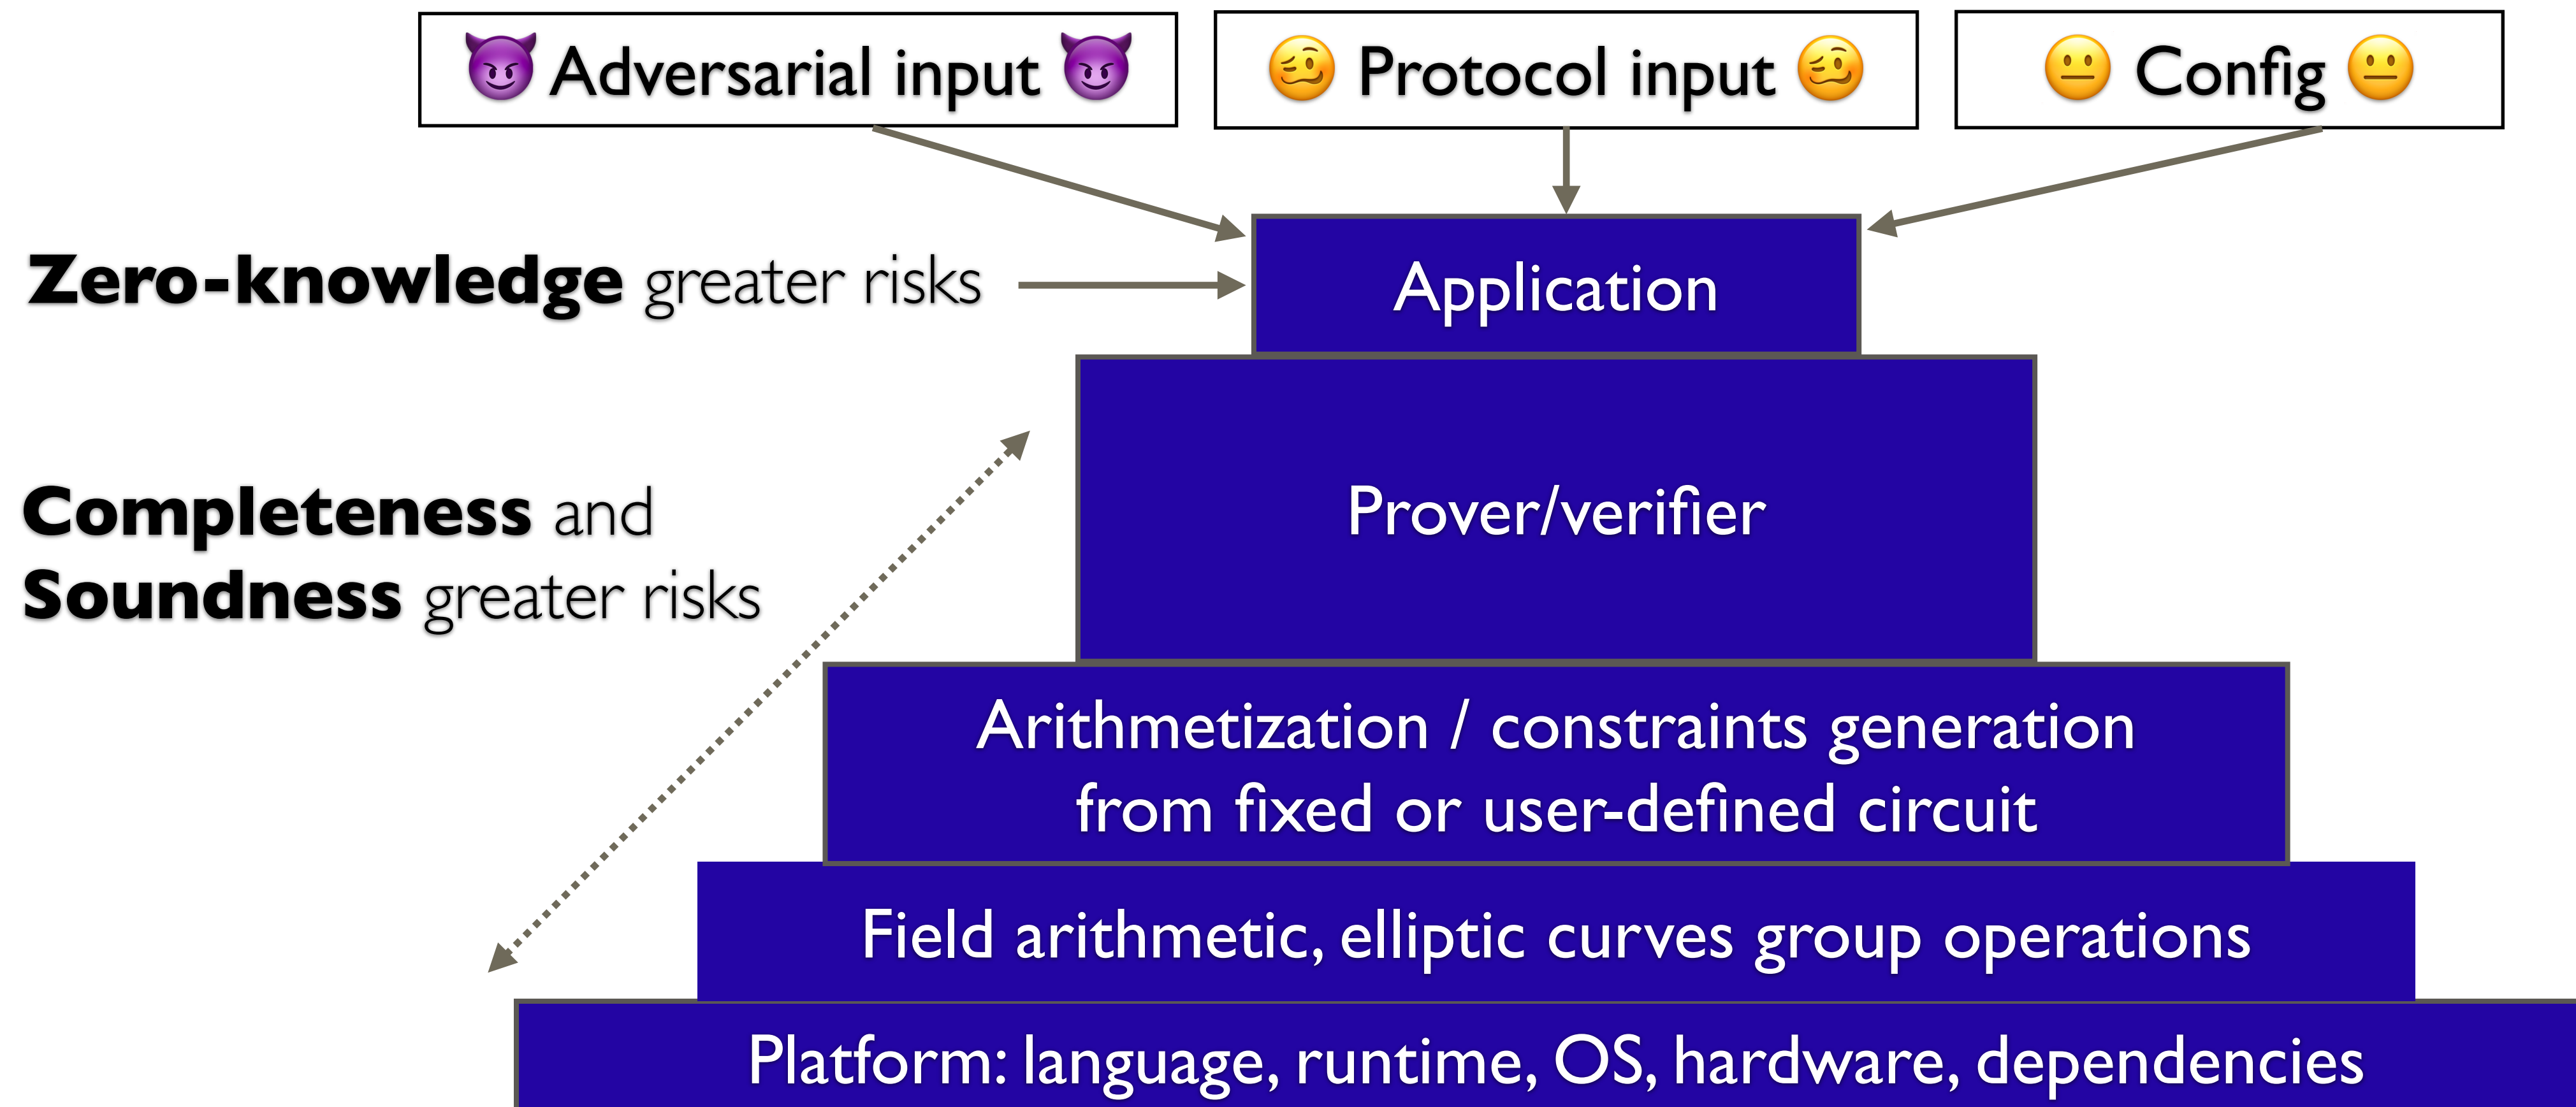 😈 Adversarial input 😈
🥴 Protocol input 🥴
😐 Config 😐
Zero-knowledge greater risks
Application
Completeness and
Soundness greater risks
Prover/verifier
Arithmetization / constraints generation
from fixed or user-defined circuit
Field arithmetic, elliptic curves group operations
Platform: language, runtime, OS, hardware, dependencies